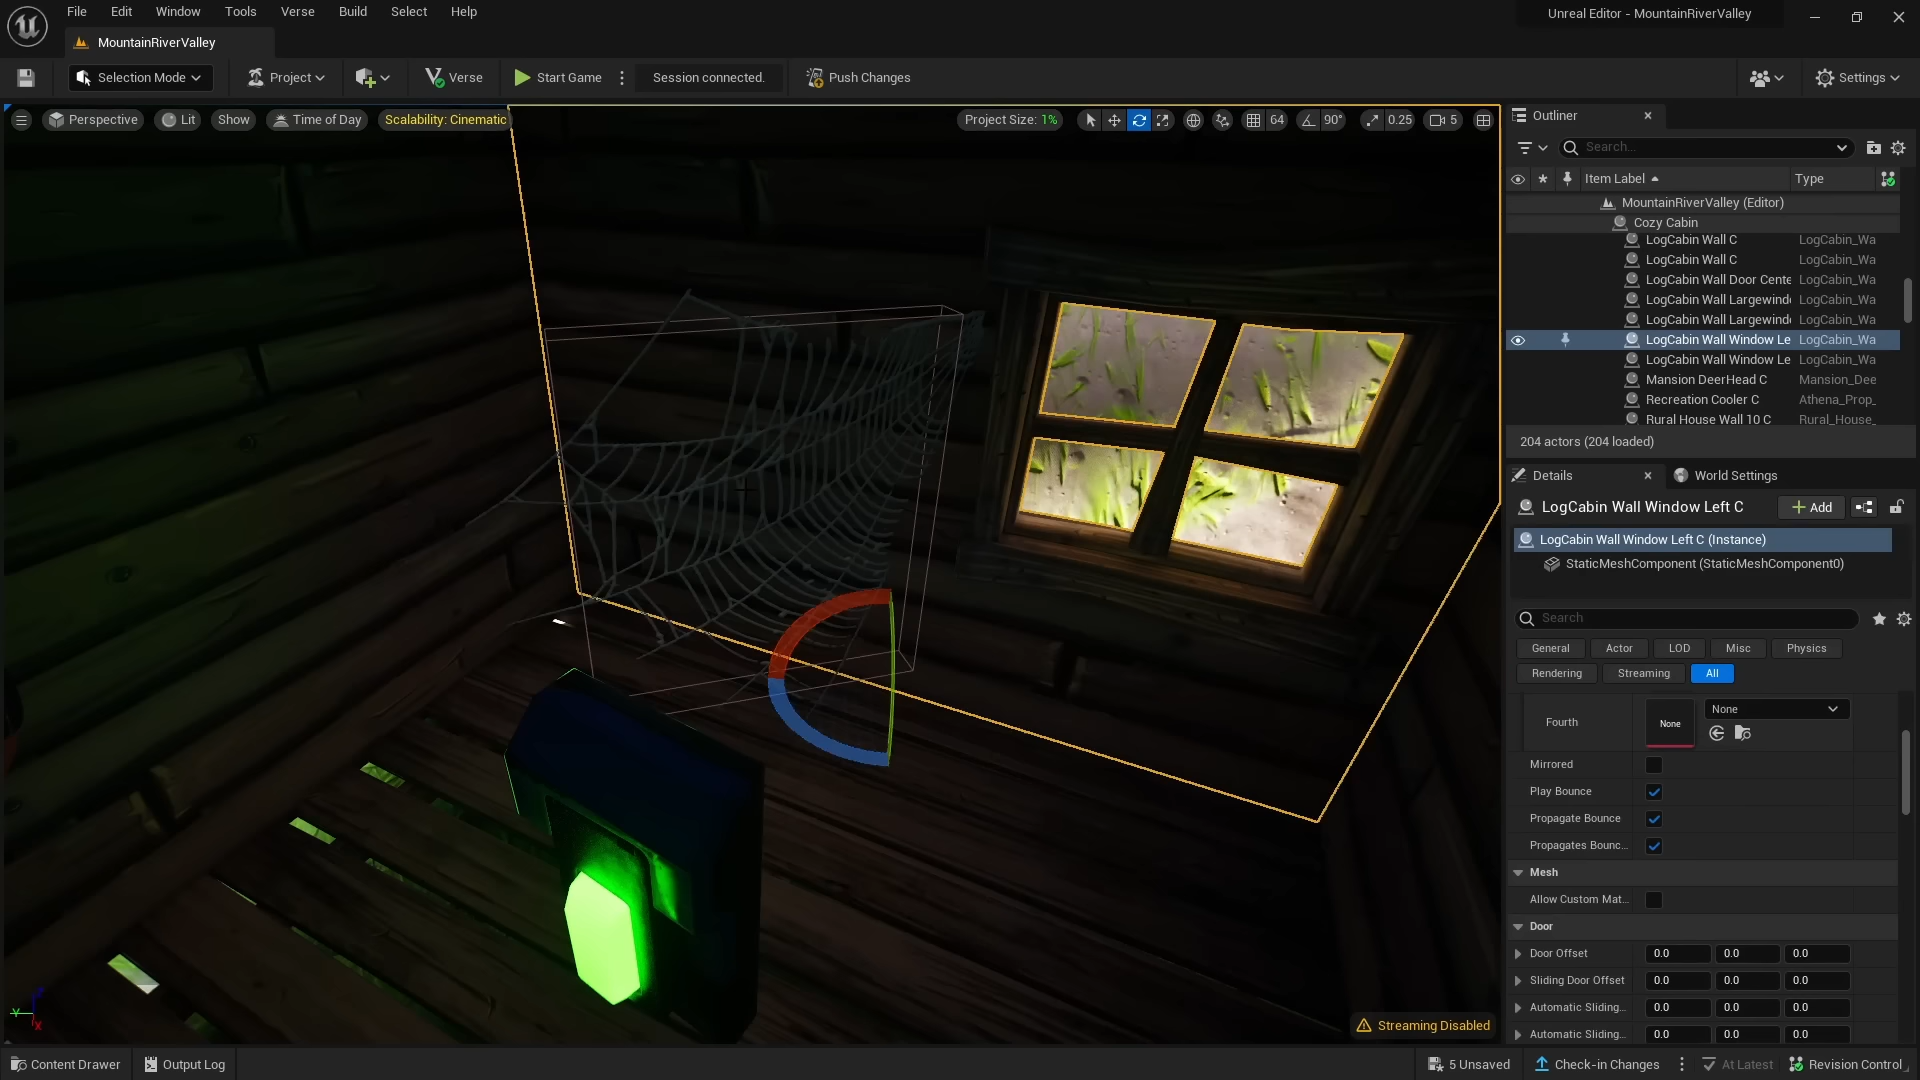 File Edit Window Tools Verse Build Select Help
Unreal Editor - MountainRiverValley
MountainRiverValley
Selection Mode
Project
Verse
Start Game
Session connected.
Push Changes
Settings
Perspective
Lit
Show
Time of Day
Scalability: Cinematic
Project Size: 1%
64
90°
0.25
5
Outliner
Search...
Item Label
Type
MountainRiverValley (Editor)
Cozy Cabin
LogCabin Wall C LogCabin_Wa
LogCabin Wall C LogCabin_Wa
LogCabin Wall Door Cente LogCabin_Wa
LogCabin Wall Largewind LogCabin_Wa
LogCabin Wall Largewind LogCabin_Wa
LogCabin Wall Window Le LogCabin_Wa
LogCabin Wall Window Le LogCabin_Wa
Mansion DeerHead C Mansion_Dee
Recreation Cooler C Athena_Prop_
Rural House Wall 10 C Rural_House_
204 actors (204 loaded)
Details
World Settings
LogCabin Wall Window Left C
Add
LogCabin Wall Window Left C (Instance)
StaticMeshComponent (StaticMeshComponent0)
Search
General Actor LOD Misc Physics
Rendering Streaming All
Fourth
None
None
Mirrored
Play Bounce
Propagate Bounce
Propagates Bounc...
Mesh
Allow Custom Mat...
Door
Door Offset 0.0 0.0 0.0
Sliding Door Offset 0.0 0.0 0.0
Automatic Sliding... 0.0 0.0 0.0
Automatic Sliding... 0.0 0.0 0.0
Y
X
Streaming Disabled
Content Drawer
Output Log
5 Unsaved
Check-in Changes
At Latest
Revision Control